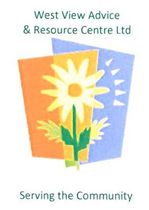 West View Advice
& Resource Centre Ltd
Serving the Community